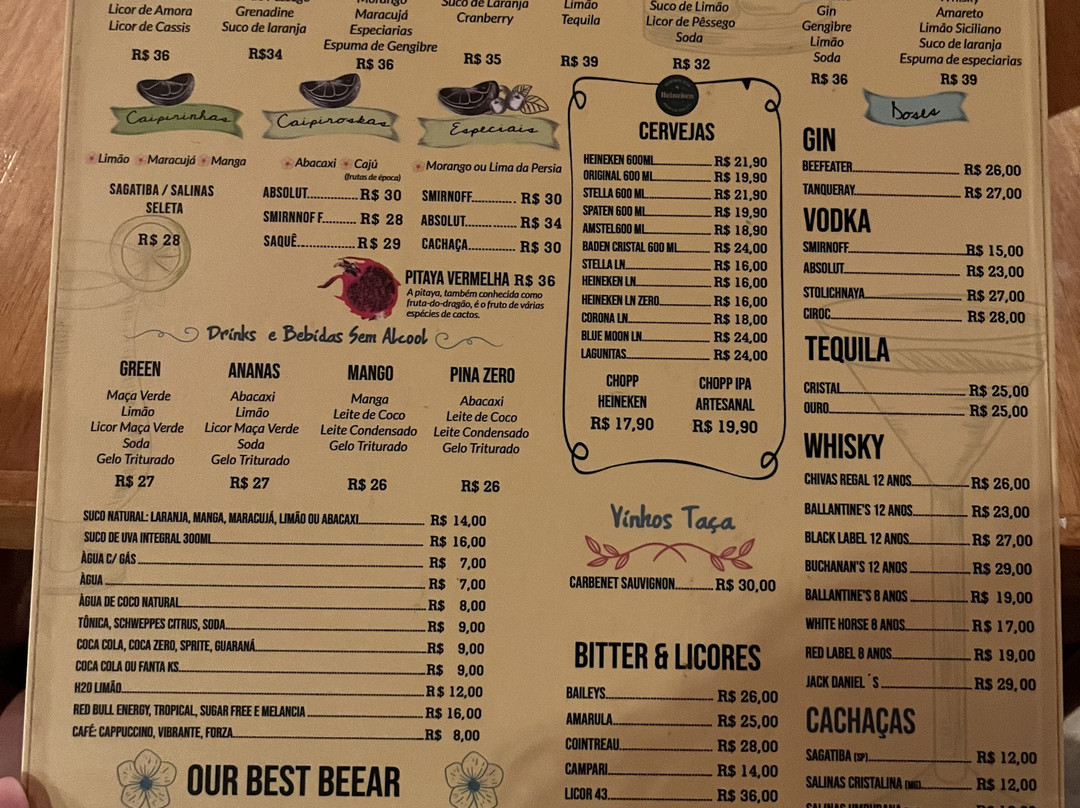 Licor de Amora
Licor de Cassis
R$ 36
Grenadine
Suco de laranja
R$34
Morango
Maracujá
Especiarias
Espuma de Gengibre
R$ 36
Suco de Laranja
Cranberry
R$ 35
Limão
Tequila
R$ 39
Suco de Limão
Licor de Pêssego
Soda
R$ 32
Gin
Gengibre
Limão
Soda
R$ 36
Whisky
Amareto
Limão Siciliano
Suco de laranja
Espuma de especiarias
R$ 39
Caipirinhas
Limão Maracujá Manga
SAGATIBA / SALINAS
SELETA
R$ 28
Caipiroskas
Abacaxi Cajú
(frutas de época)
ABSOLUT........R$ 30
SMIRNNOF F......... R$ 28
SAQUÊ...............R$ 29
Especiais
Morango ou Lima da Persia
SMIRNOFF............ R$ 30
ABSOLUT............ R$ 34
CACHAÇA............ R$ 30
PITAYA VERMELHA R$ 36
A pitaya, também conhecida como
fruta-do-dragão, é o fruto de várias
espécies de cactos.
Drinks e Bebidas Sem Alcool
GREEN
Maça Verde
Limão
Licor Maça Verde
Soda
Gelo Triturado
R$ 27
ANANAS
Abacaxi
Limão
Licor Maça Verde
Soda
Gelo Triturado
R$ 27
MANGO
Manga
Leite de Coco
Leite Condensado
Gelo Triturado
R$ 26
PINA ZERO
Abacaxi
Leite de Coco
Leite Condensado
Gelo Triturado
R$ 26
SUCO NATURAL: LARANJA, MANGA, MARACUJÁ, LIMÃO OU ABACAXI........ R$ 14,00
SUCO DE UVA INTEGRAL 300ML........ R$ 16,00
ÀGUA C/ GÁS ........ R$ 7,00
ÀGUA ........ R$ 7,00
ÀGUA DE COCO NATURAL........ R$ 8,00
TÔNICA, SCHWEPPES CITRUS, SODA........ R$ 9,00
COCA COLA, COCA ZERO, SPRITE, GUARANÁ........ R$ 9,00
COCA COLA OU FANTA KS........ R$ 9,00
H20 LIMÃO........R$ 12,00
RED BULL ENERGY, TROPICAL, SUGAR FREE E MELANCIA ........ R$ 16,00
CAFÉ: CAPPUCCINO, VIBRANTE, FORZA........R$ 8,00
OUR BEST BEEAR
Heineken
CERVEJAS
HEINEKEN 600ML........ R$ 21,90
ORIGINAL 600 ML........ R$ 19,90
STELLA 600 ML........ R$ 21,90
SPATEN 600 ML........ R$ 19,90
AMSTEL600 ML........ R$ 18,90
BADEN CRISTAL 600 ML........ R$ 24,00
STELLA LN........ R$ 16,00
HEINEKEN LN........ R$ 16,00
HEINEKEN LN ZERO........ R$ 16,00
CORONA LN........ R$ 18,00
BLUE MOON LN........ R$ 24,00
LAGUNITAS........ R$ 24,00
CHOPP
HEINEKEN
R$ 17,90
CHOPP IPA
ARTESANAL
R$ 19,90
Vinhos Taça
CARBENET SAUVIGNON........ R$ 30,00
BITTER & LICORES
BAILEYS........ R$ 26,00
AMARULA........ R$ 25,00
COINTREAU........ R$ 28,00
CAMPARI........ R$ 14,00
LICOR 43........ R$ 36,00
Doses
GIN
BEEFEATER........ R$ 26,00
TANQUERAY........ R$ 27,00
VODKA
SMIRNOFF........R$ 15,00
ABSOLUT........ R$ 23,00
STOLICHNAYA........ R$ 27,00
CIROC........ R$ 28,00
TEQUILA
CRISTAL........ R$ 25,00
OURO........ R$ 25,00
WHISKY
CHIVAS REGAL 12 ANOS........R$ 26,00
BALLANTINE'S 12 ANOS........ R$ 23,00
BLACK LABEL 12 ANOS........ R$ 27,00
BUCHANAN'S 12 ANOS ........ R$ 29,00
BALLANTINE'S 8 ANOS ........ R$ 19,00
WHITE HORSE 8 ANOS........ R$ 17,00
RED LABEL 8 ANOS........ R$ 19,00
JACK DANIEL´S........ R$ 29,00
CACHAÇAS
SAGATIBA (SP)........ R$ 12,00
SALINAS CRISTALINA (MG)........ R$ 12,00